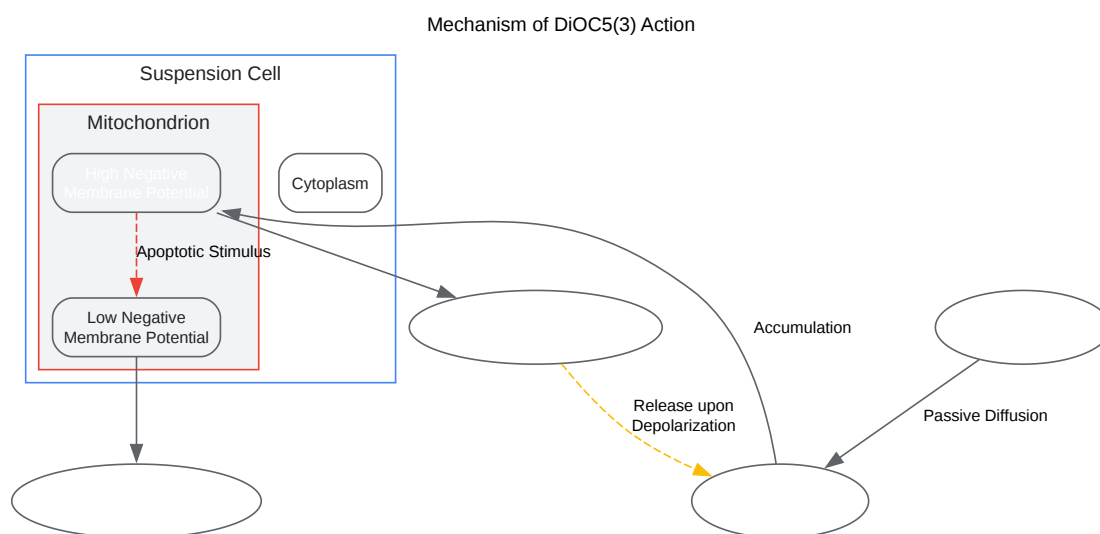 Mechanism of DiOC5(3) Action
Suspension Cell
Mitochondrion
High Negative
Membrane Potential
Cytoplasm
Apoptotic Stimulus
Low Negative
Membrane Potential
Accumulation
Release upon
Depolarization
Passive Diffusion